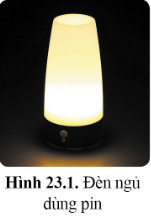 Hình 23.1. Đèn ngủ
dùng pin